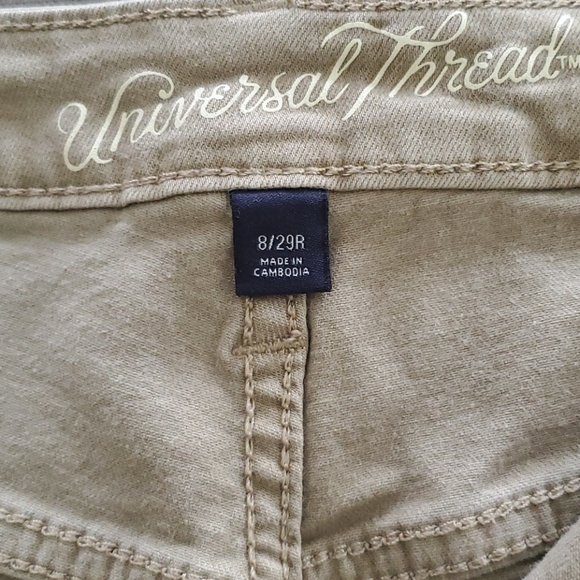 Universal Thread™
8/29R
MADE IN
CAMBODIA